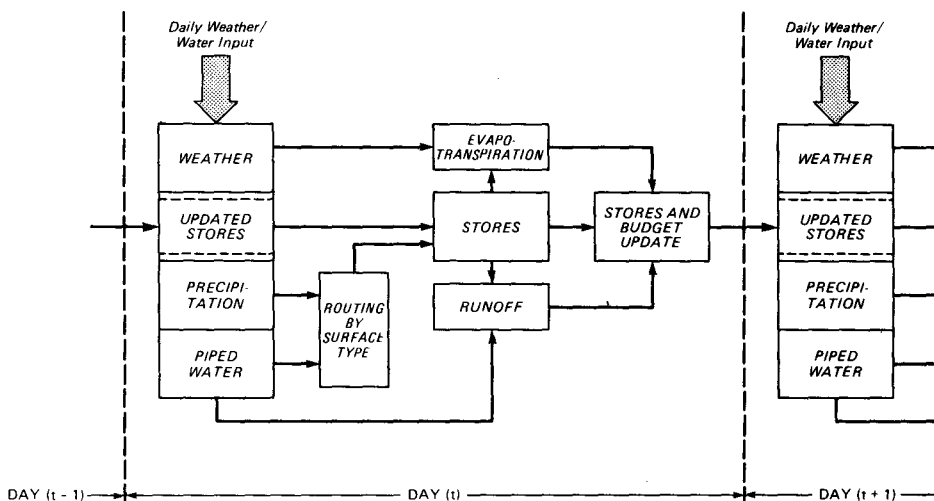 Daily Weather/
Water Input
Daily Weather/
Water Input
WEATHER
EVAPO-
TRANSPIRATION
WEATHER
UPDATED
STORES
STORES
STORES AND
BUDGET
UPDATE
UPDATED
STORES
PRECIPI-
TATION
ROUTING
BY
SURFACE
TYPE
RUNOFF
PRECIPI-
TATION
PIPED
WATER
PIPED
WATER
DAY (t - 1)
DAY (t)
DAY (t + 1)